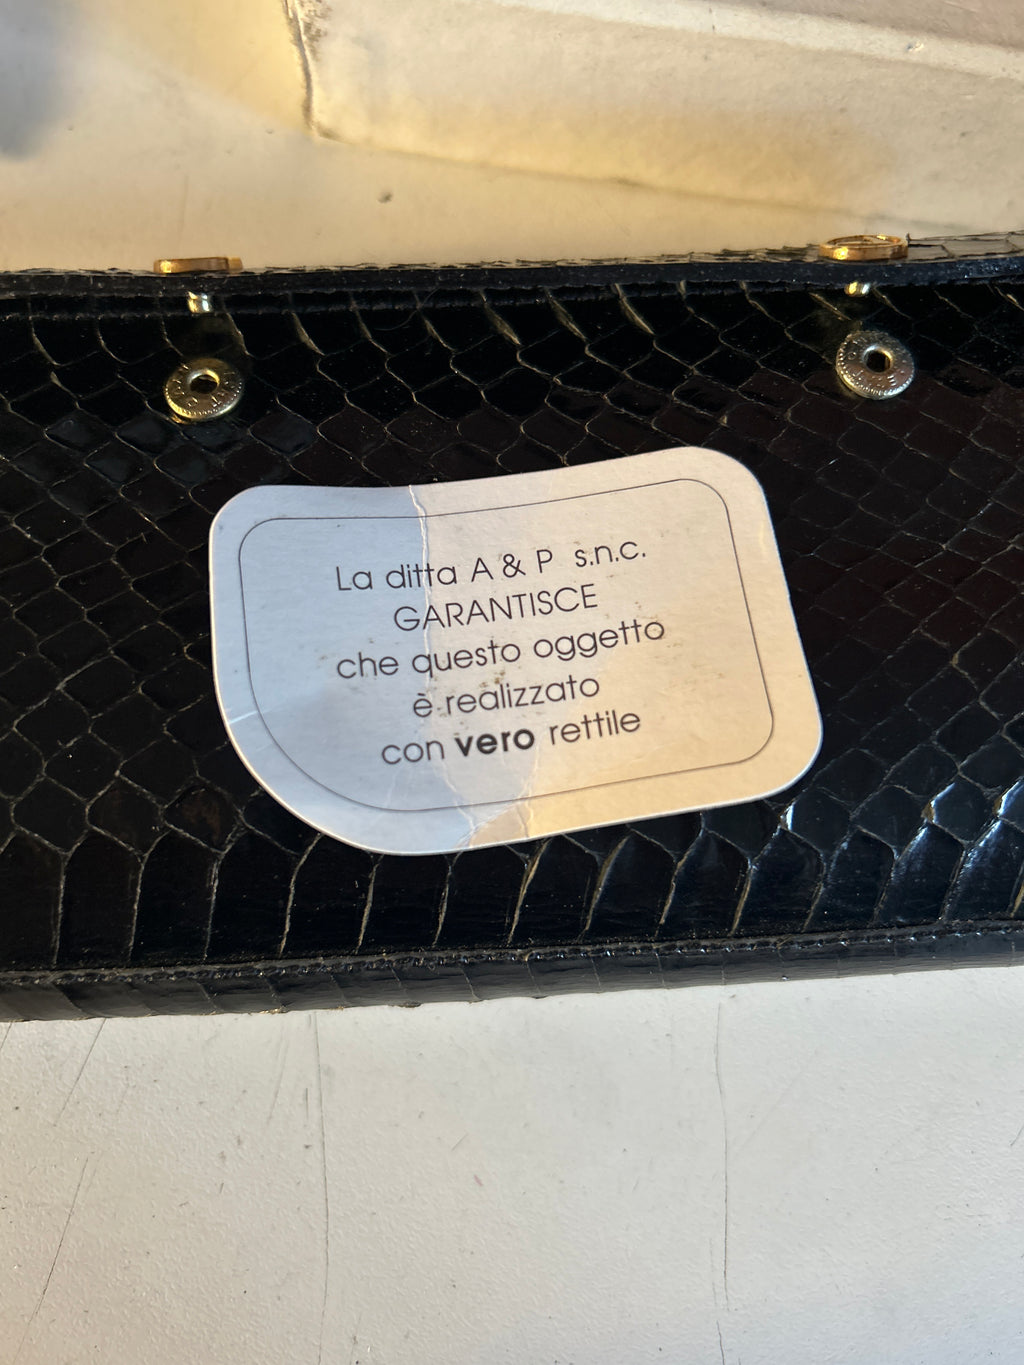 La ditta A & P s.n.c.
GARANTISCE
che questo oggetto
è realizzato
con vero rettile